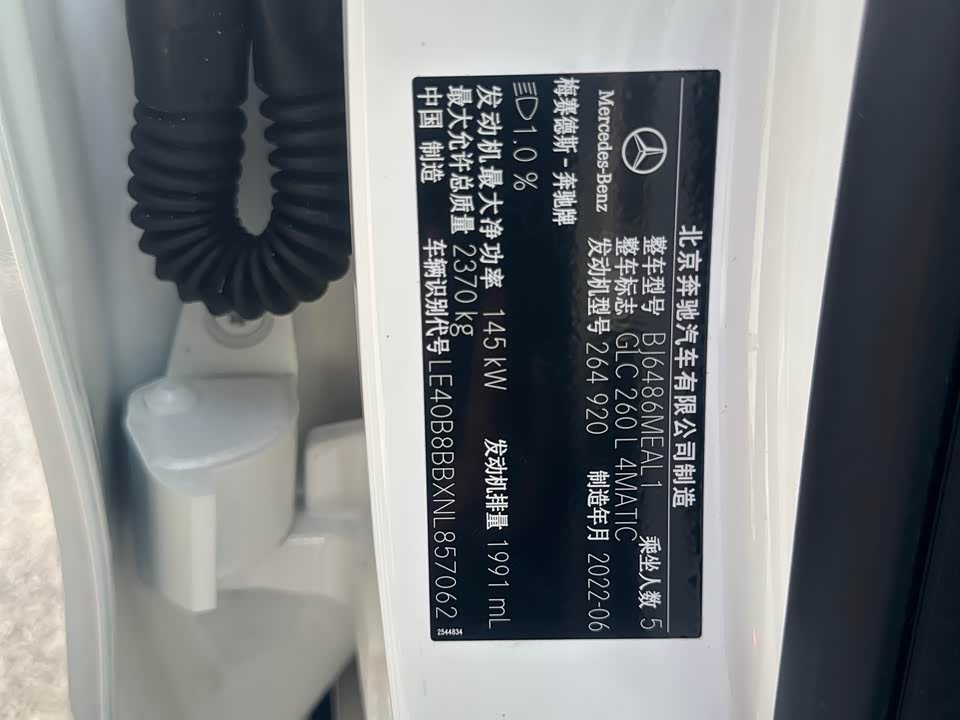 北京奔驰汽车有限公司制造
Mercedes-Benz
整车型号 BJ6486MEAL1 乘坐人数 5
整车标志 GLC 260 L 4MATIC
发动机型号 264 920 制造年月 2022-06
梅赛德斯-奔驰牌
1.0 %
发动机最大净功率 145 kW 发动机排量 1991 mL
最大允许总质量 2370 kg
中国 制造 车辆识别代号 LE40B8BBXNL857062
2544834